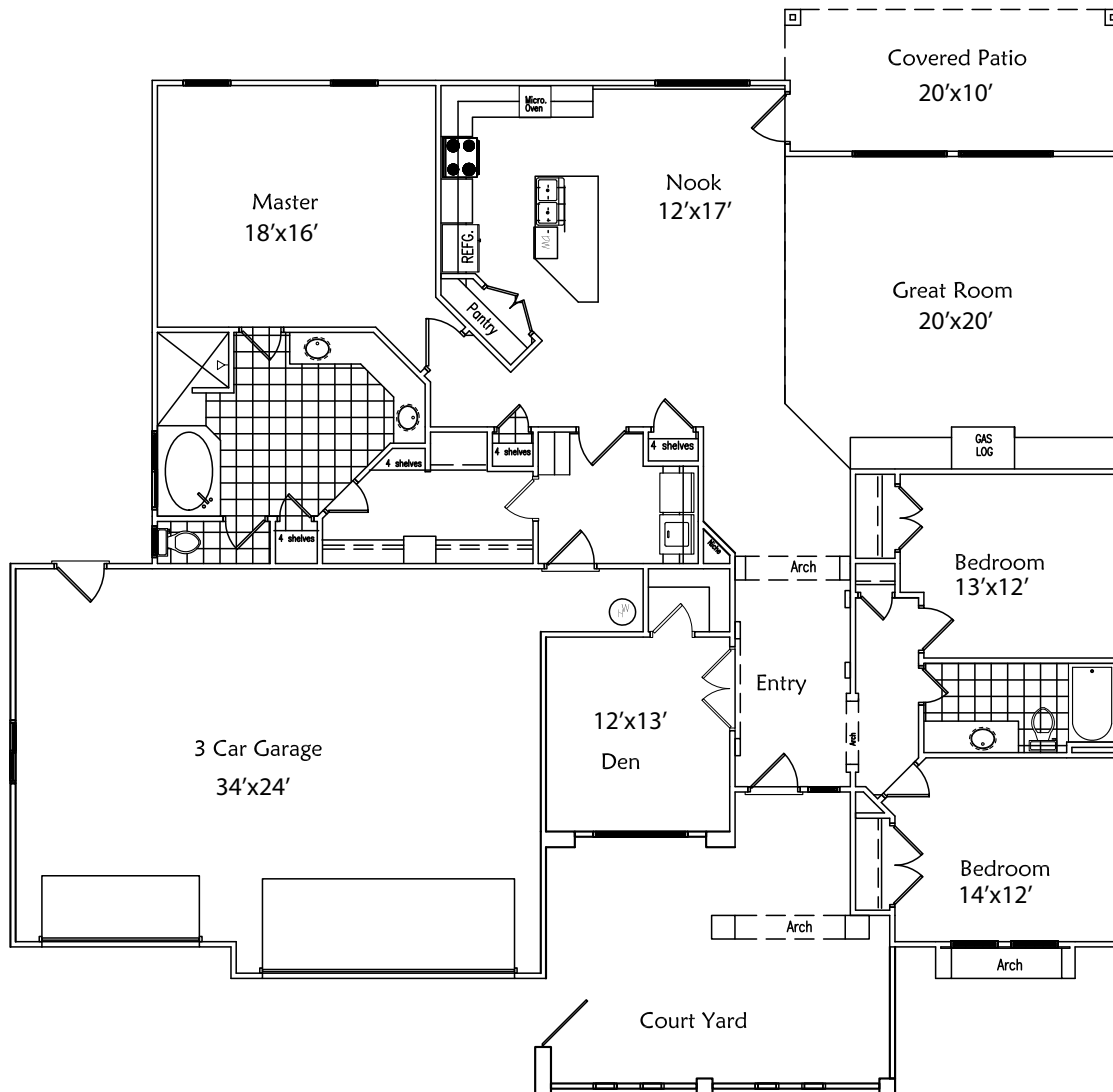 Covered Patio
20'x10'
Micro.
Oven
Nook
12'x17'
Master
18'x16'
REFG.
DW
Great Room
20'x20'
Pantry
GAS
LOG
4 shelves
4 shelves
4 shelves
4 shelves
Niche
Arch
Bedroom
13'x12'
HW
Entry
12'x13'
Den
Arch
3 Car Garage
34'x24'
Bedroom
14'x12'
Arch
Arch
Court Yard